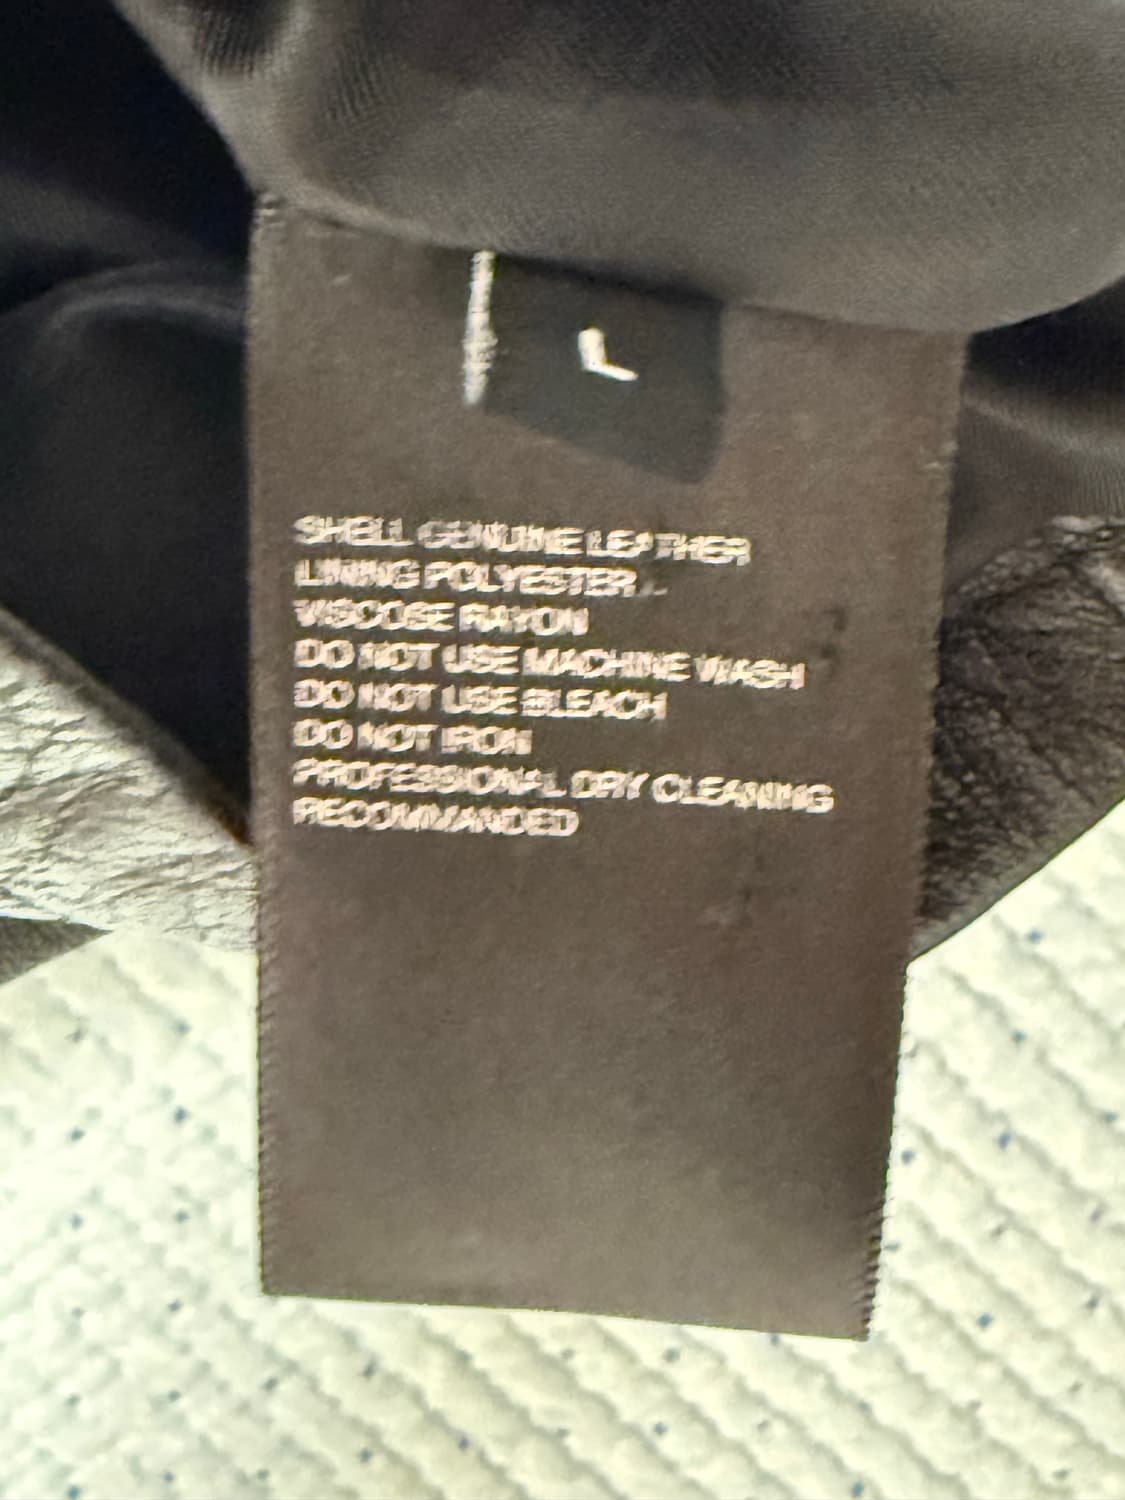 L
SHELL GENUINE LEATHER
LINING POLYESTER
VISCOSE RAYON
DO NOT USE MACHINE WASH
DO NOT USE BLEACH
DO NOT IRON
PROFESSIONAL DRY CLEANING
RECOMMANDED